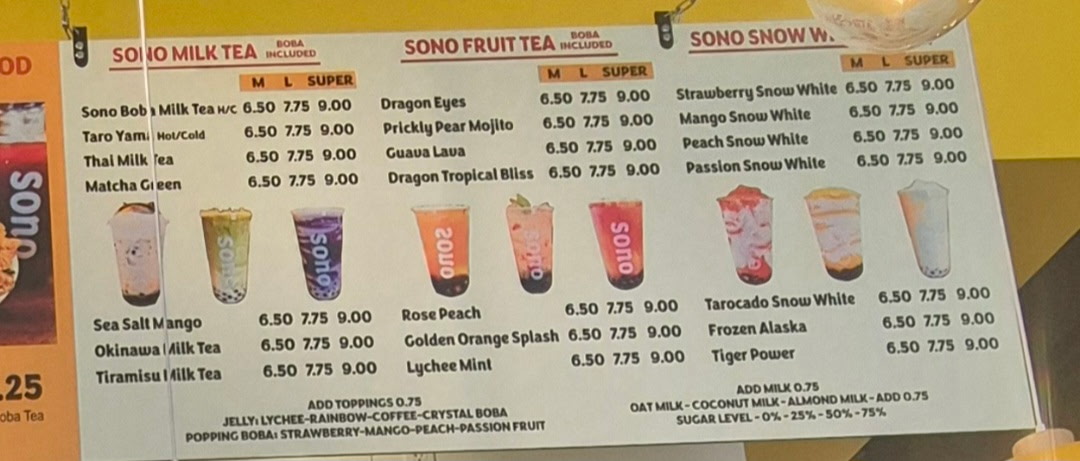 OD
sono
.25
oba Tea
SONO MILK TEA BOBA INCLUDED
M L SUPER
Sono Boba Milk Tea H/C 6.50 7.75 9.00
Taro Yam Hot/Cold 6.50 7.75 9.00
Thai Milk Tea 6.50 7.75 9.00
Matcha Green 6.50 7.75 9.00
sono
sono
Sea Salt Mango 6.50 7.75 9.00
Okinawa Milk Tea 6.50 7.75 9.00
Tiramisu Milk Tea 6.50 7.75 9.00
ADD TOPPINGS 0.75
JELLY: LYCHEE-RAINBOW-COFFEE-CRYSTAL BOBA
POPPING BOBA: STRAWBERRY-MANGO-PEACH-PASSION FRUIT
SONO FRUIT TEA BOBA INCLUDED
M L SUPER
Dragon Eyes 6.50 7.75 9.00
Prickly Pear Mojito 6.50 7.75 9.00
Guava Lava 6.50 7.75 9.00
Dragon Tropical Bliss 6.50 7.75 9.00
sono
sono
sono
Rose Peach 6.50 7.75 9.00
Golden Orange Splash 6.50 7.75 9.00
Lychee Mint 6.50 7.75 9.00
SONO SNOW W
M L SUPER
Strawberry Snow White 6.50 7.75 9.00
Mango Snow White 6.50 7.75 9.00
Peach Snow White 6.50 7.75 9.00
Passion Snow White 6.50 7.75 9.00
Tarocado Snow White 6.50 7.75 9.00
Frozen Alaska 6.50 7.75 9.00
Tiger Power 6.50 7.75 9.00
ADD MILK 0.75
OAT MILK - COCONUT MILK - ALMOND MILK - ADD 0.75
SUGAR LEVEL - 0% - 25% - 50% - 75%